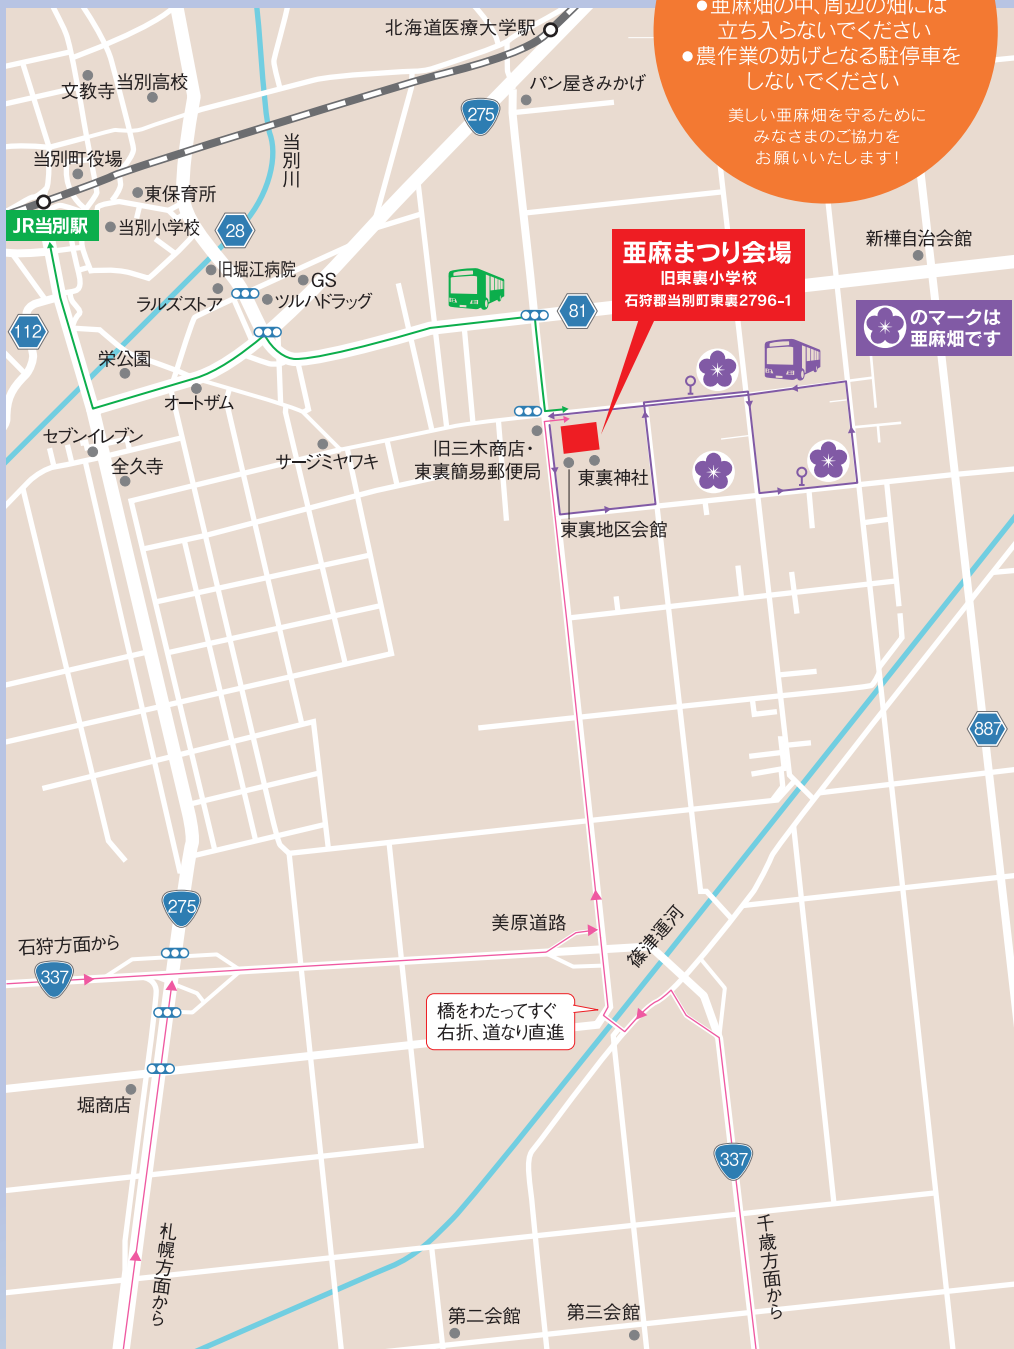 ●亜麻畑の中、周辺の畑には
立ち入らないでください
●農作業の妨げとなる駐停車を
しないでください
美しい亜麻畑を守るために
みなさまのご協力を
お願いいたします!
北海道医療大学駅
パン屋きみかげ
文教寺
当別高校
275
当別川
当別町役場
東保育所
JR当別駅
当別小学校
28
旧堀江病院
GS
ラルズストア
ツルハドラッグ
112
栄公園
オートザム
セブンイレブン
全久寺
サージミヤワキ
81
亜麻まつり会場
旧東裏小学校
石狩郡当別町東裏2796-1
新樺自治会館
のマークは
亜麻畑です
旧三木商店・
東裏簡易郵便局
東裏神社
東裏地区会館
887
275
石狩方面から
337
美原道路
篠津運河
橋をわたってすぐ
右折、道なり直進
堀商店
337
札幌方面から
千歳方面から
第二会館
第三会館